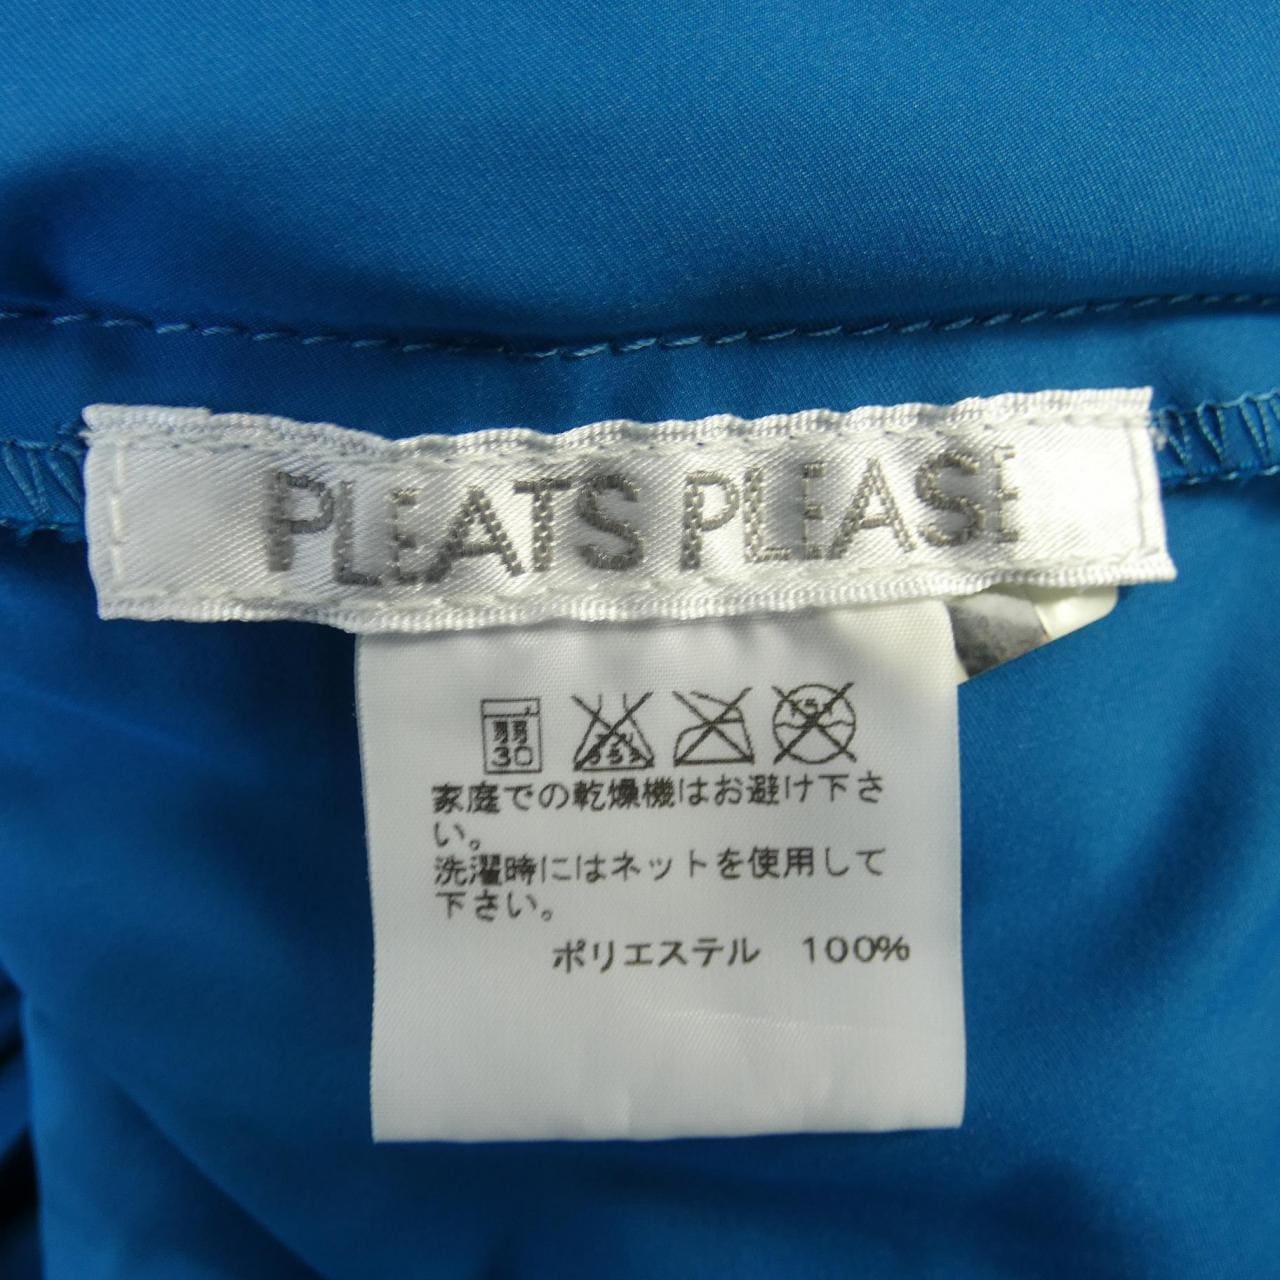 PLEATS PLEASE
弱
30
家庭での乾燥機はお避け下さ
い。
洗濯時にはネットを使用して
下さい。
ポリエステル 100%